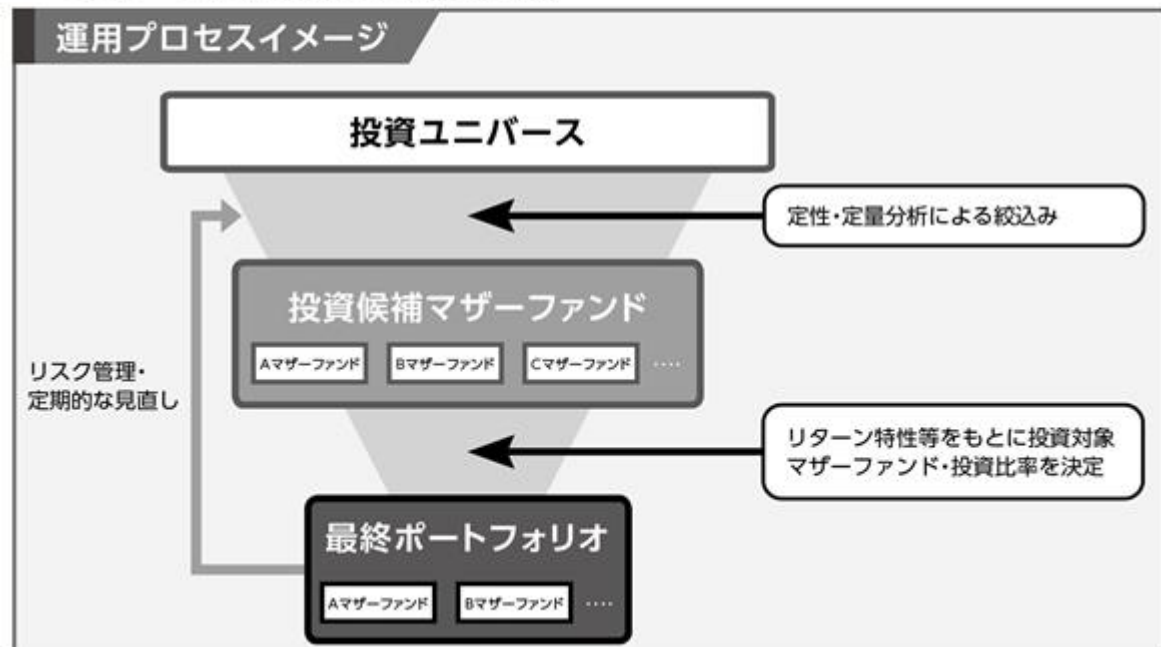 運用プロセスイメージ
投資ユニバース
定性・定量分析による絞込み
投資候補マザーファンド
Aマザーファンド
Bマザーファンド
Cマザーファンド
‥‥
リスク管理・
定期的な見直し
リターン特性等をもとに投資対象
マザーファンド・投資比率を決定
最終ポートフォリオ
Aマザーファンド
Bマザーファンド
‥‥